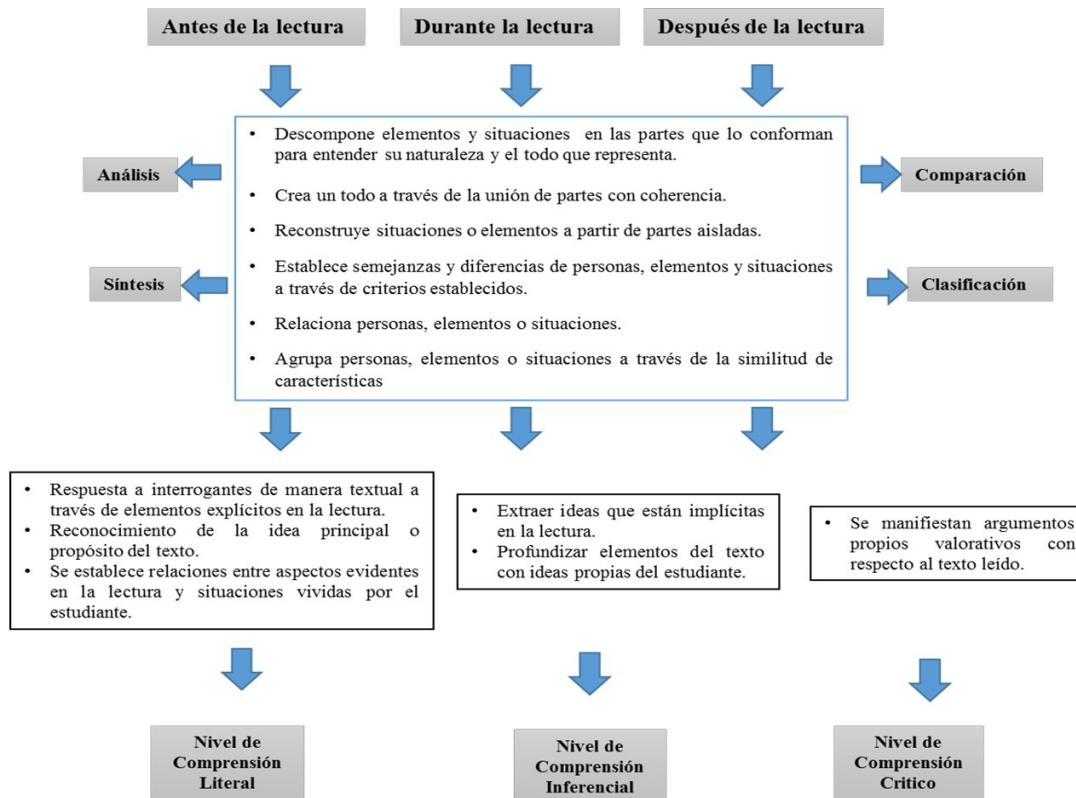 Antes de la lectura
Durante la lectura
Después de la lectura
• Descompone elementos y situaciones en las partes que lo conforman
para entender su naturaleza y el todo que representa.
Análisis
Comparación
• Crea un todo a través de la unión de partes con coherencia.
• Reconstruye situaciones o elementos a partir de partes aisladas.
• Establece semejanzas y diferencias de personas, elementos y situaciones
a través de criterios establecidos.
Síntesis
Clasificación
• Relaciona personas, elementos o situaciones.
• Agrupa personas, elementos o situaciones a través de la similitud de
características
• Respuesta a interrogantes de manera textual a
través de elementos explícitos en la lectura.
• Reconocimiento de la idea principal o
propósito del texto.
• Se establece relaciones entre aspectos evidentes
en la lectura y situaciones vividas por el
estudiante.
• Extraer ideas que están implícitas
en la lectura.
• Profundizar elementos del texto
con ideas propias del estudiante.
• Se manifiestan argumentos
propios valorativos con
respecto al texto leído.
Nivel de
Comprensión
Literal
Nivel de
Comprensión
Inferencial
Nivel de
Comprensión
Critico